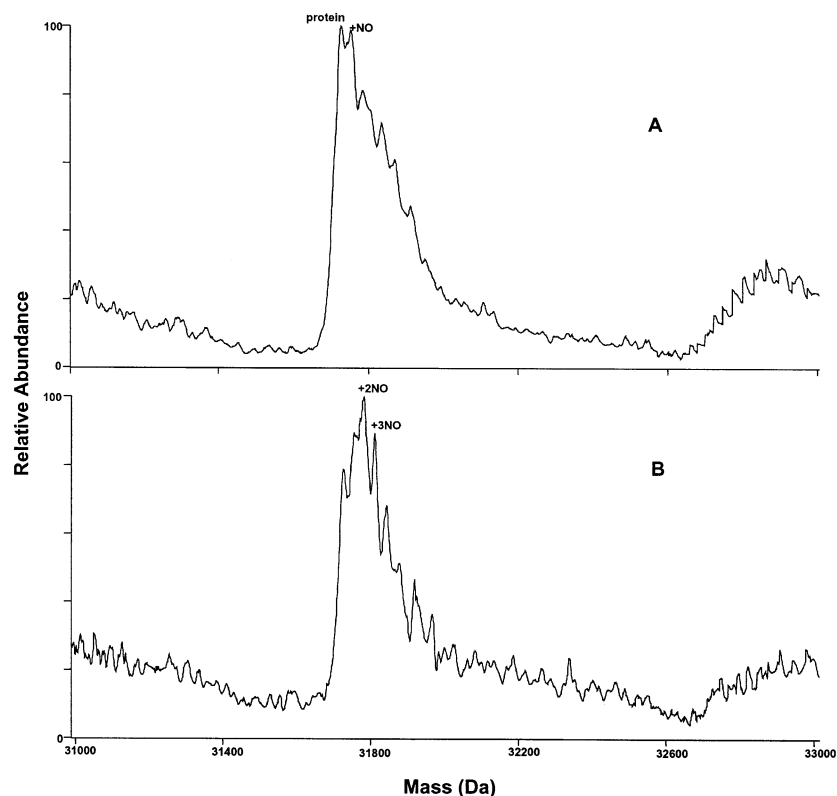 100
protein
+NO
A
0
Relative Abundance
100
+2NO
+3NO
B
0
31000 31400 31800 32200 32600 33000
Mass (Da)